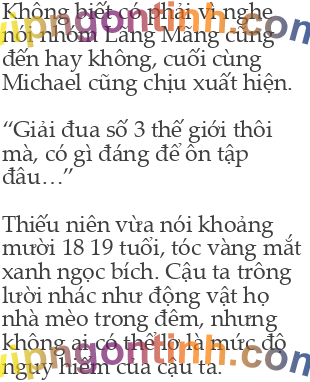 Không biết có phải vì nghe
nói nhóm Lãng Mãng cũng
đến hay không, cuối cùng
Michael cũng chịu xuất hiện.
“Giải đua số 3 thế giới thôi
mà, có gì đáng để ôn tập
đâu…”
Thiếu niên vừa nói khoảng
mười 18 19 tuổi, tóc vàng mắt
xanh ngọc bích. Cậu ta trông
lười nhác như động vật họ
nhà mèo trong đêm, nhưng
không ai có thể lơ là mức độ
nguy hiểm của cậu ta.
vupngontinh.com
vupngontinh.com